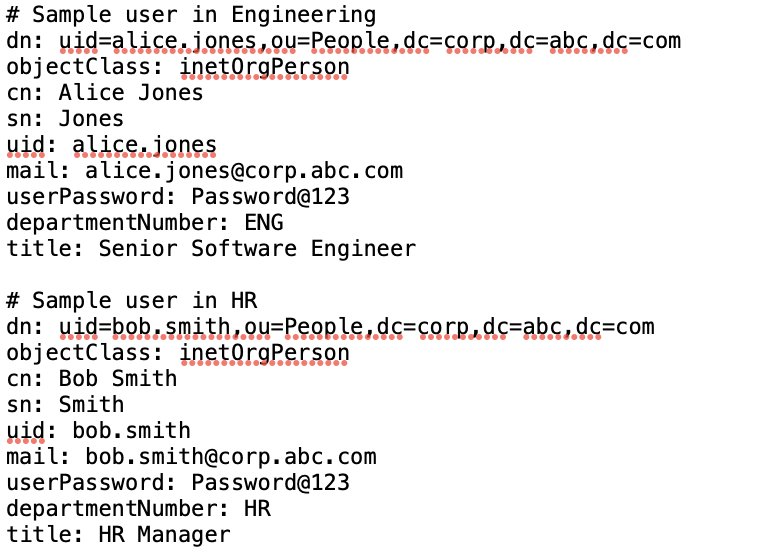 # Sample user in Engineering
dn: uid=alice.jones,ou=People,dc=corp,dc=abc,dc=com
objectClass: inetOrgPerson
cn: Alice Jones
sn: Jones
uid: alice.jones
mail: alice.jones@corp.abc.com
userPassword: Password@123
departmentNumber: ENG
title: Senior Software Engineer

# Sample user in HR
dn: uid=bob.smith,ou=People,dc=corp,dc=abc,dc=com
objectClass: inetOrgPerson
cn: Bob Smith
sn: Smith
uid: bob.smith
mail: bob.smith@corp.abc.com
userPassword: Password@123
departmentNumber: HR
title: HR Manager